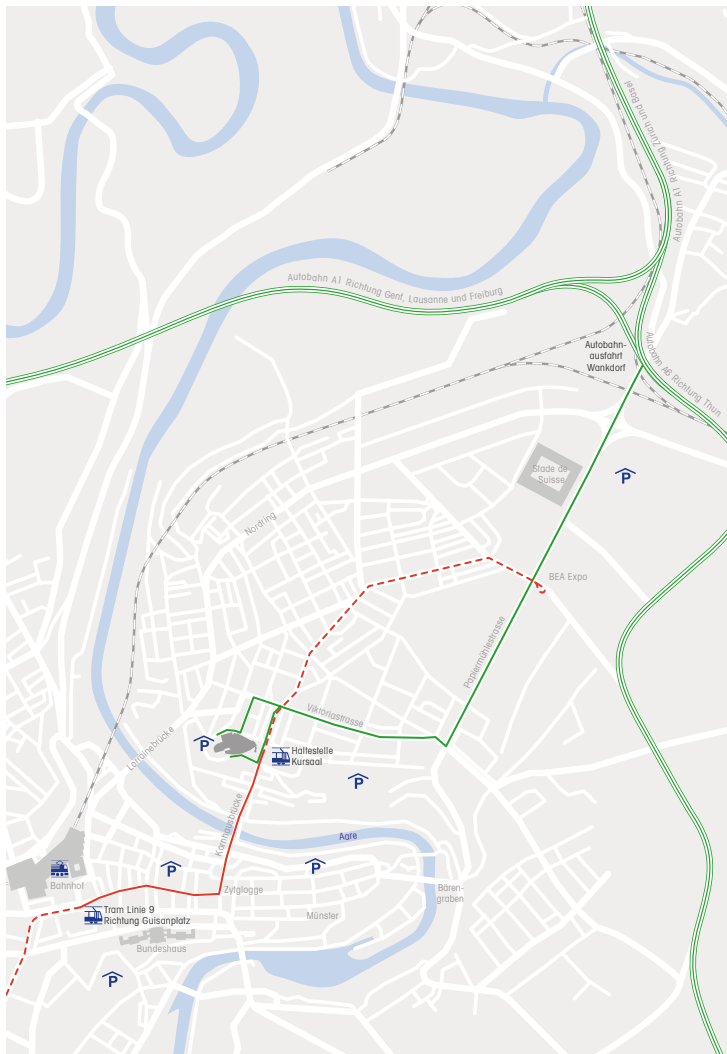 Autobahn A1 Richtung Zürich und Basel
Autobahn A1 Richtung Genf, Lausanne und Freiburg
Autobahn-
ausfahrt
Wankdorf
Autobahn A6 Richtung Thun
Stade de
Suisse
P
Nordring
BEA Expo
Papiermühlestrasse
Viktoriastrasse
P
Haltestelle
Kursaal
Lorrainebrücke
P
Kornhausbrücke
Aare
P
P
Bahnhof
Zytglogge
Bären-
graben
Tram Linie 9
Richtung Guisanplatz
Münster
Bundeshaus
P